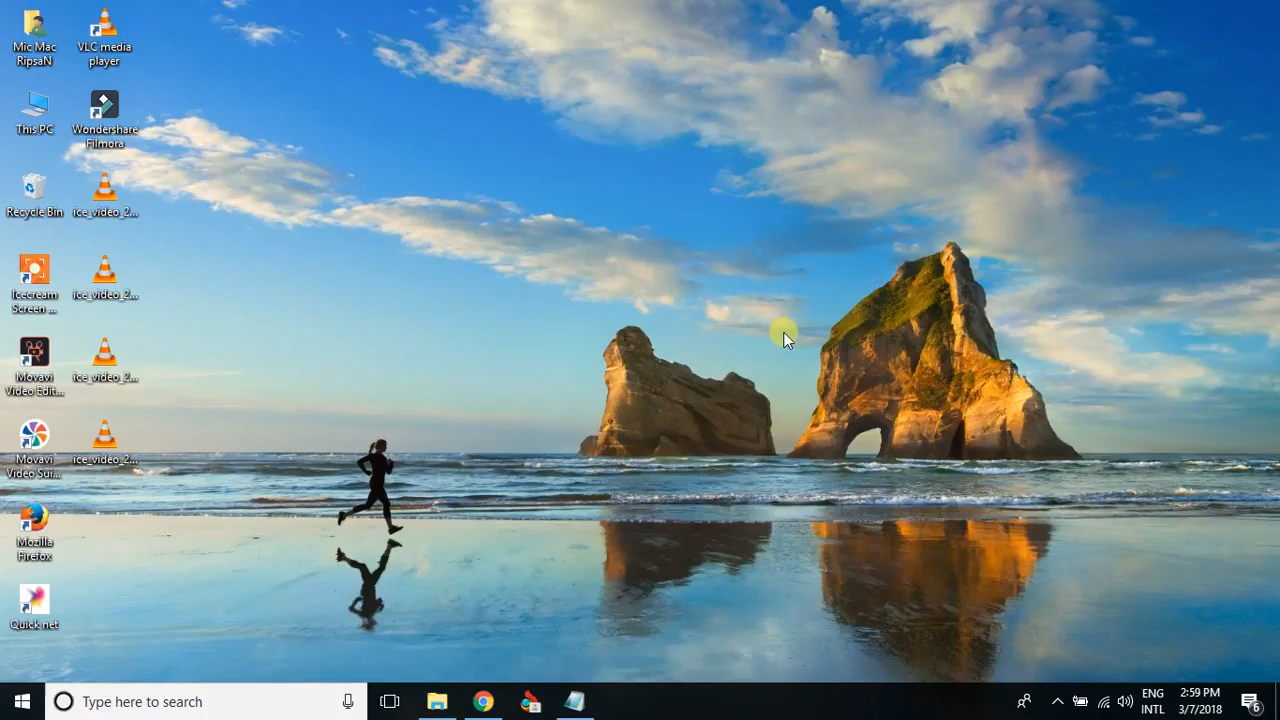 Mic Mac
RipsaN
VLC media
player
This PC
Wondershare
Filmora
Recycle Bin
ice_video_2...
Icecream
Screen ...
ice_video_2...
Movavi
Video Edit...
ice_video_2...
Movavi
Video Sui...
ice_video_2...
Mozilla
Firefox
Quick net
Type here to search
ENG
INTL
2:59 PM
3/7/2018
6